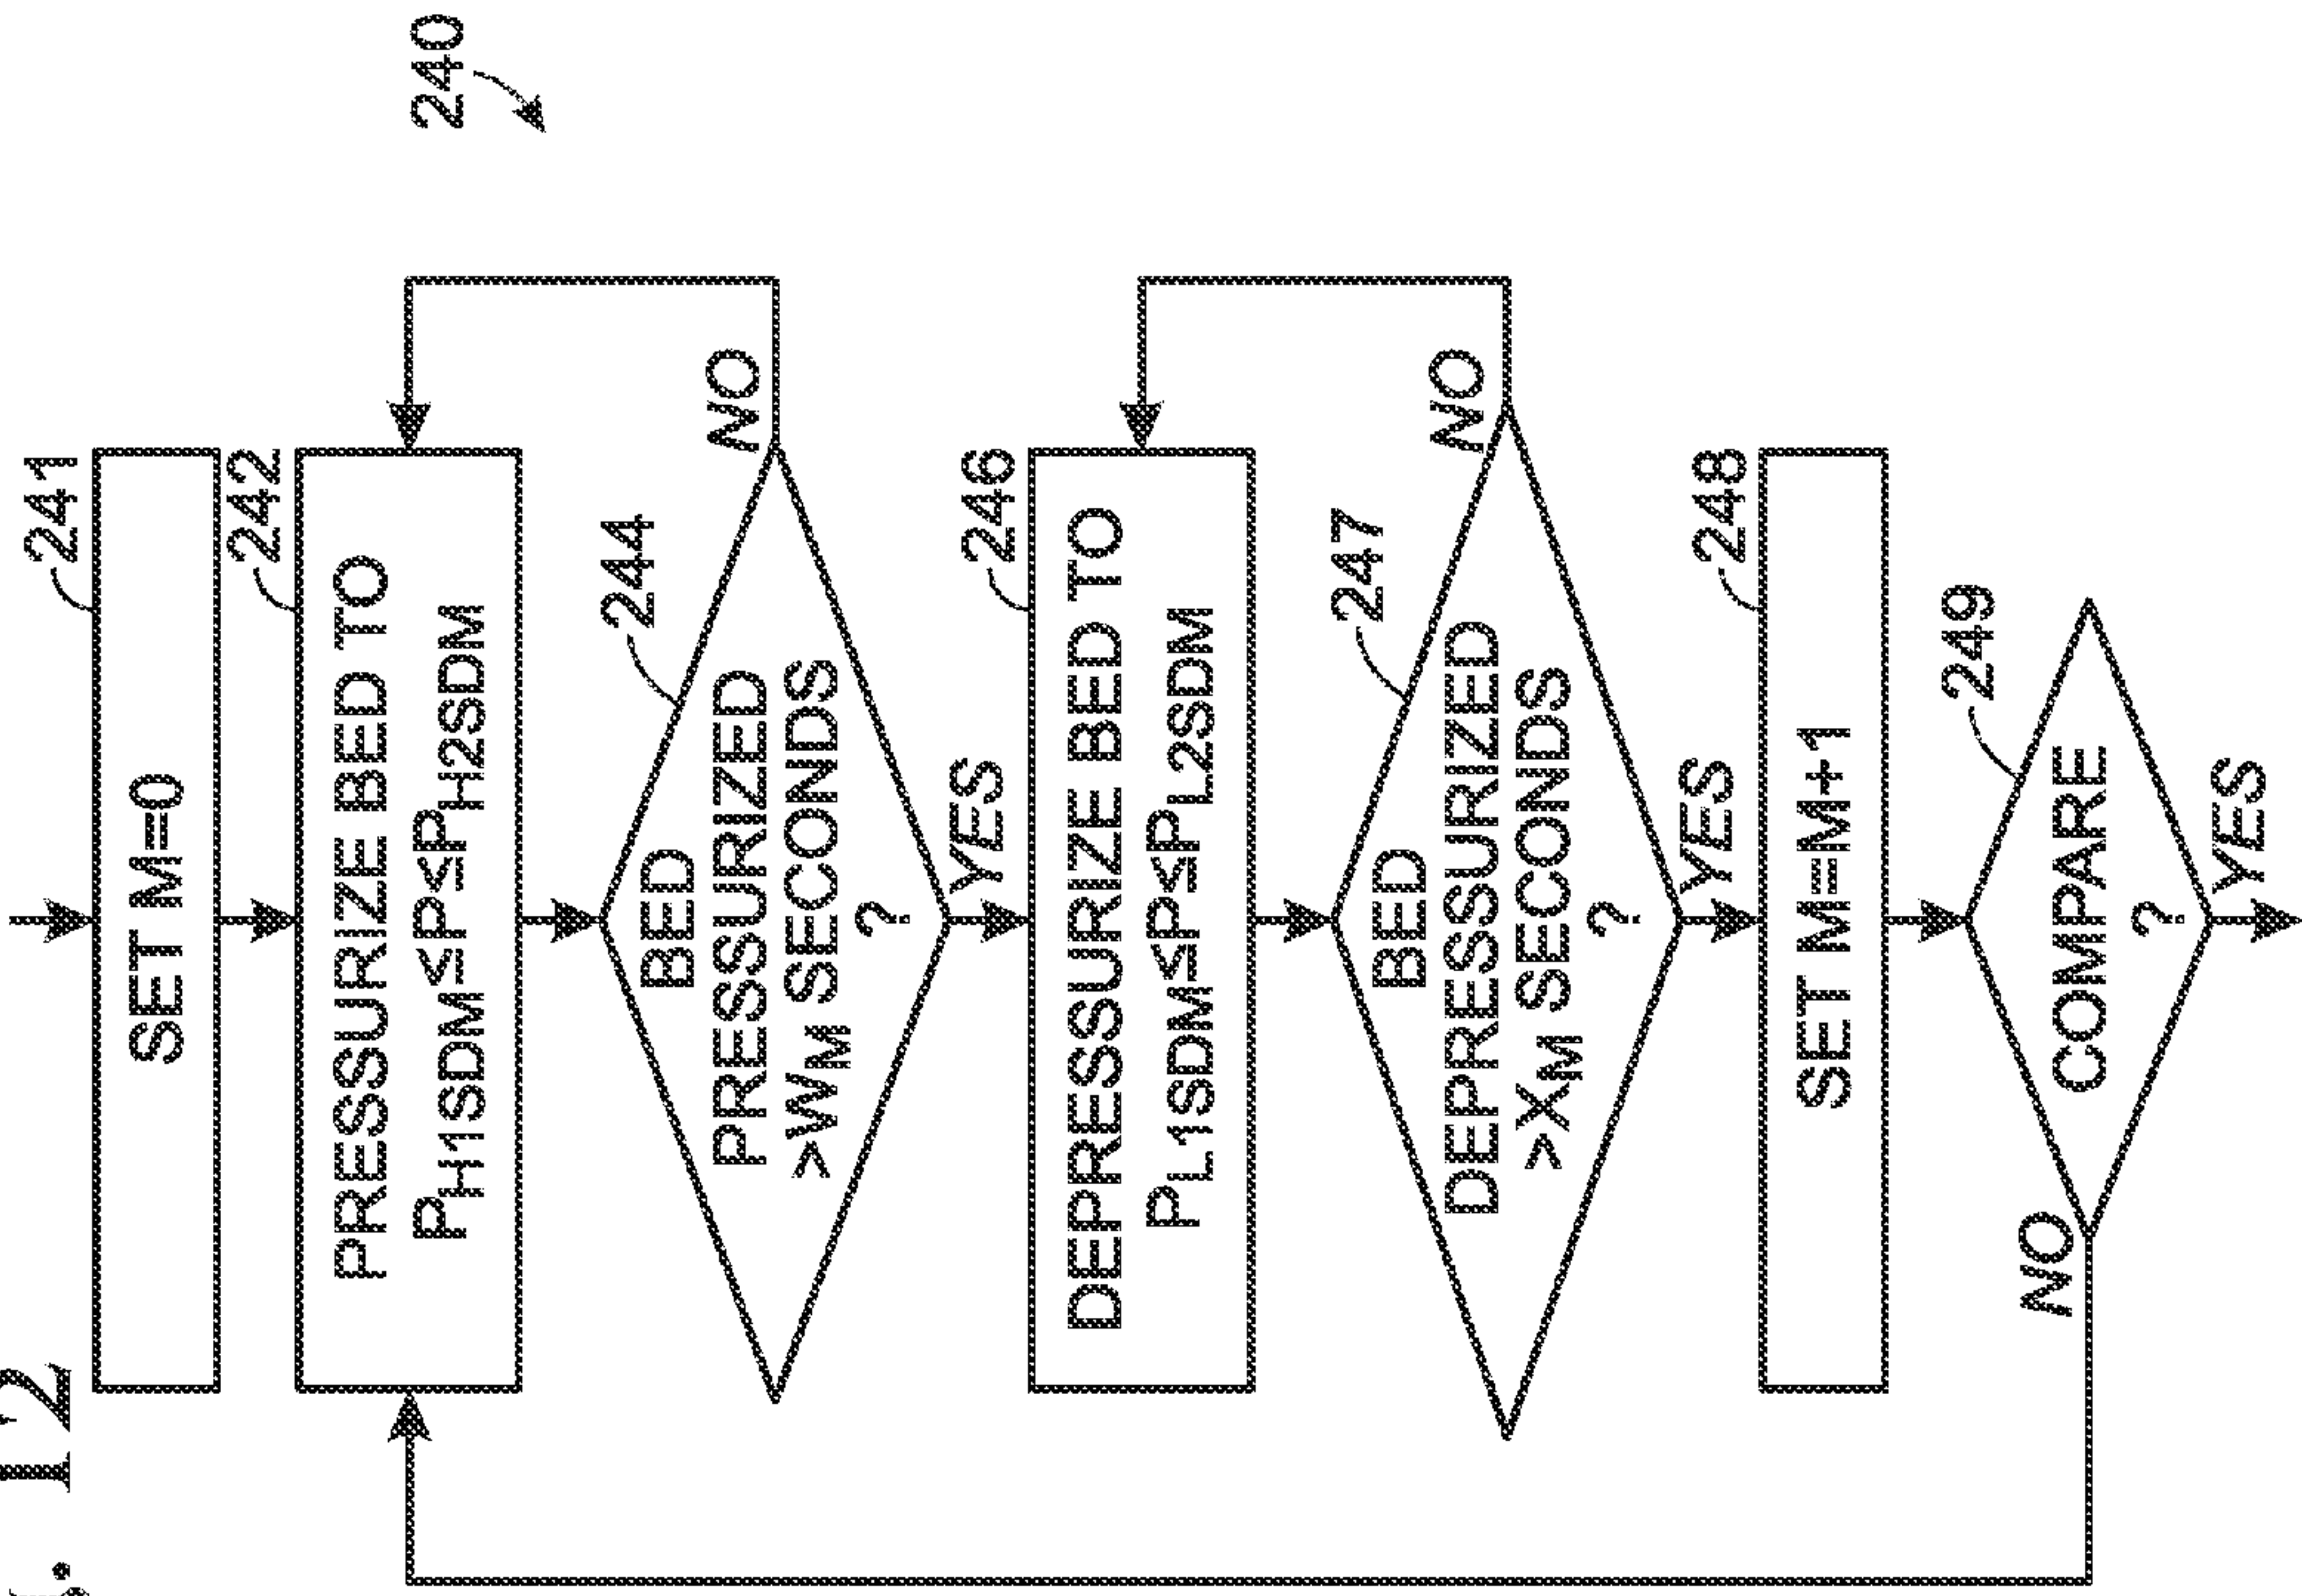 . 12
240
241
SET M=0
242
PRESSURIZE BED TO
PH1SDM≤P≤PH2SDM
244
BED
PRESSURIZED
>WM SECONDS
?
NO
YES
246
DEPRESSURIZE BED TO
PL1SDM≤P≤PL2SDM
247
BED
DEPRESSURIZED
>XM SECONDS
?
NO
YES
248
SET M=M+1
249
COMPARE
?
NO
YES